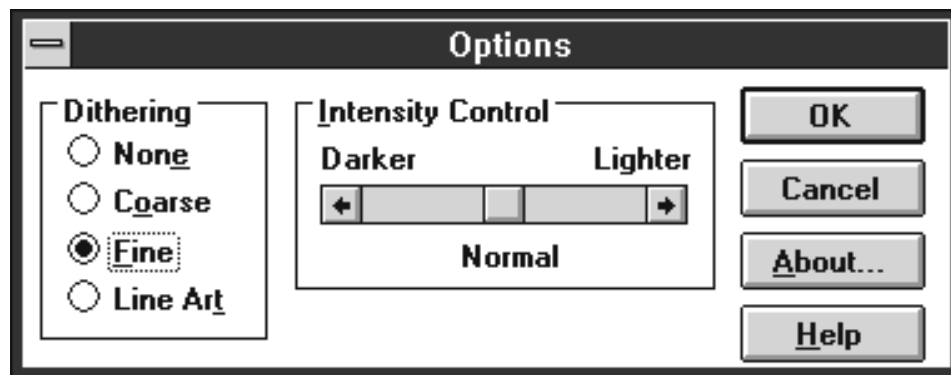 Options
Dithering
None
Coarse
Fine
Line Art
Intensity Control
Darker Lighter
Normal
OK
Cancel
About...
Help